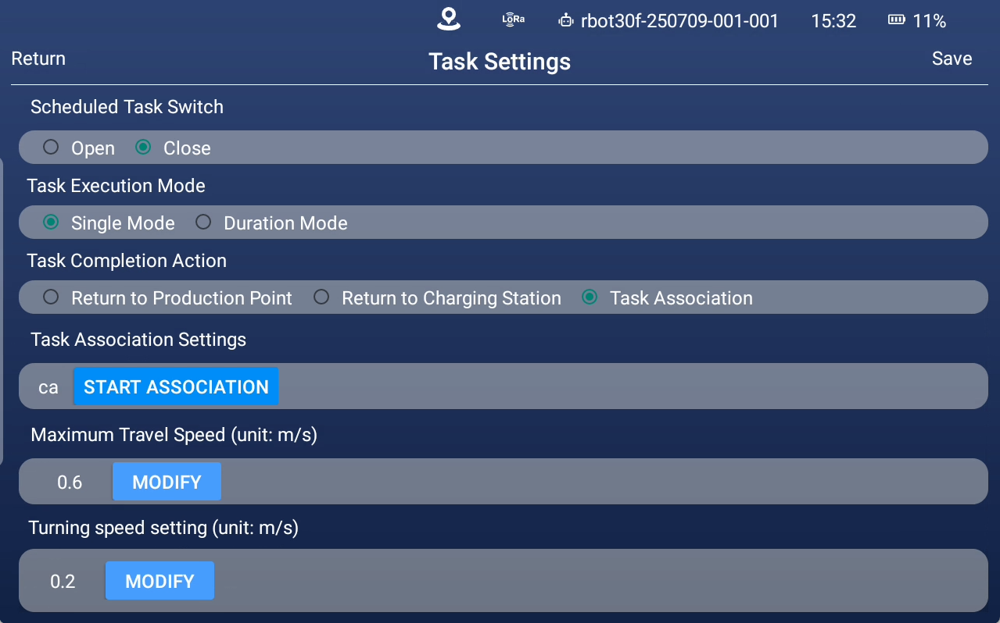 LoRa rbot30f-250709-001-001 15:32 11%
Return Task Settings Save
Scheduled Task Switch
Open Close
Task Execution Mode
Single Mode Duration Mode
Task Completion Action
Return to Production Point Return to Charging Station Task Association
Task Association Settings
ca START ASSOCIATION
Maximum Travel Speed (unit: m/s)
0.6 MODIFY
Turning speed setting (unit: m/s)
0.2 MODIFY